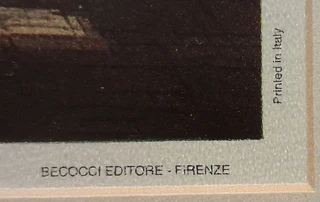 Printed in Italy
BECOCCI EDITORE - FIRENZE